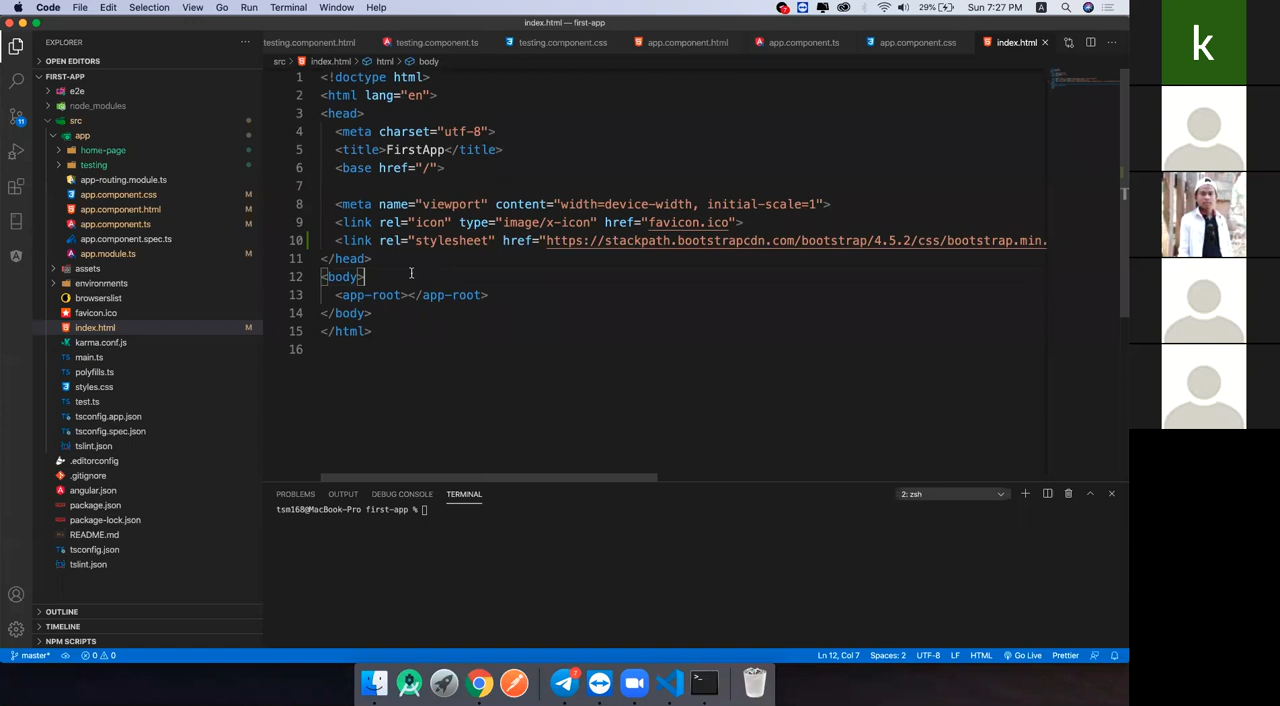 Code File Edit Selection View Go Run Terminal Window Help
7 29% Sun 7:27 PM A
index.html — first-app
EXPLORER
OPEN EDITORS
FIRST-APP
e2e
node_modules
src
app
home-page
testing
app-routing.module.ts
app.component.css M
app.component.html M
app.component.ts M
app.component.spec.ts
app.module.ts M
assets
environments
browserslist
favicon.ico
index.html M
karma.conf.js
main.ts
polyfills.ts
styles.css
test.ts
tsconfig.app.json
tsconfig.spec.json
tslint.json
.editorconfig
.gitignore
angular.json
package.json
package-lock.json
README.md
tsconfig.json
tslint.json
OUTLINE
TIMELINE
NPM SCRIPTS
11
testing.component.html testing.component.ts testing.component.css app.component.html app.component.ts app.component.css index.html
src > index.html > html > body
1 <!doctype html>
2 <html lang="en">
3 <head>
4 <meta charset="utf-8">
5 <title>FirstApp</title>
6 <base href="/">
7
8 <meta name="viewport" content="width=device-width, initial-scale=1">
9 <link rel="icon" type="image/x-icon" href="favicon.ico">
10 <link rel="stylesheet" href="https://stackpath.bootstrapcdn.com/bootstrap/4.5.2/css/bootstrap.min.
11 </head>
12 <body>
13 <app-root></app-root>
14 </body>
15 </html>
16
PROBLEMS OUTPUT DEBUG CONSOLE TERMINAL 2: zsh
tsm168@MacBook-Pro first-app %
master* 0 0 Ln 12, Col 7 Spaces: 2 UTF-8 LF HTML Go Live Prettier
7
k